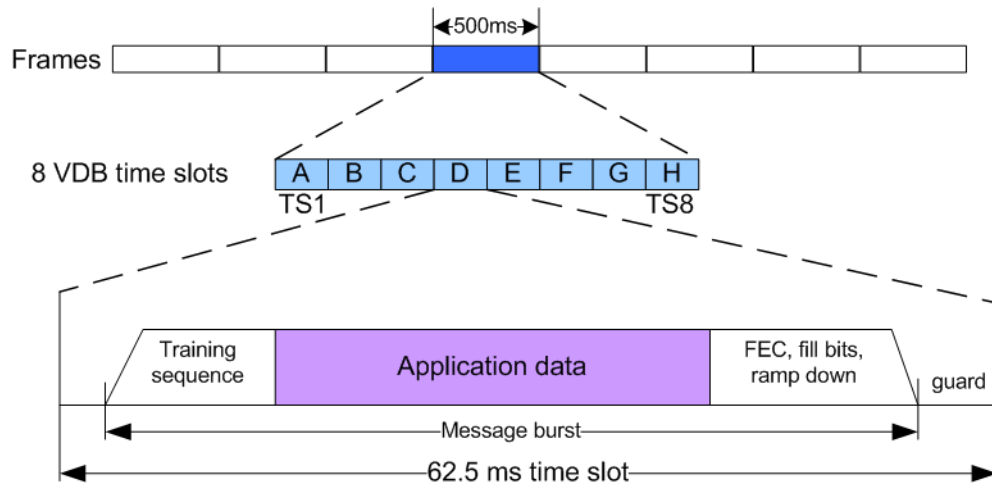 500ms
Frames
8 VDB time slots
A B C D E F G H
TS1 TS8
Training
sequence
Application data
FEC, fill bits,
ramp down
guard
Message burst
62.5 ms time slot